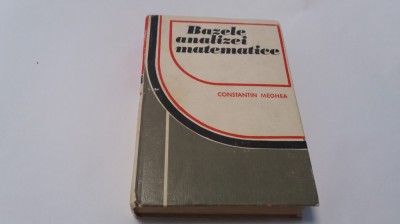 Bazele
analizei
matematice
CONSTANTIN MEGHEA